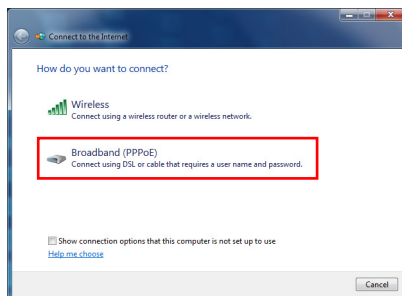 Connect to the Internet
How do you want to connect?
Wireless
Connect using a wireless router or a wireless network.
Broadband (PPPoE)
Connect using DSL or cable that requires a user name and password.
Show connection options that this computer is not set up to use
Help me choose
Cancel